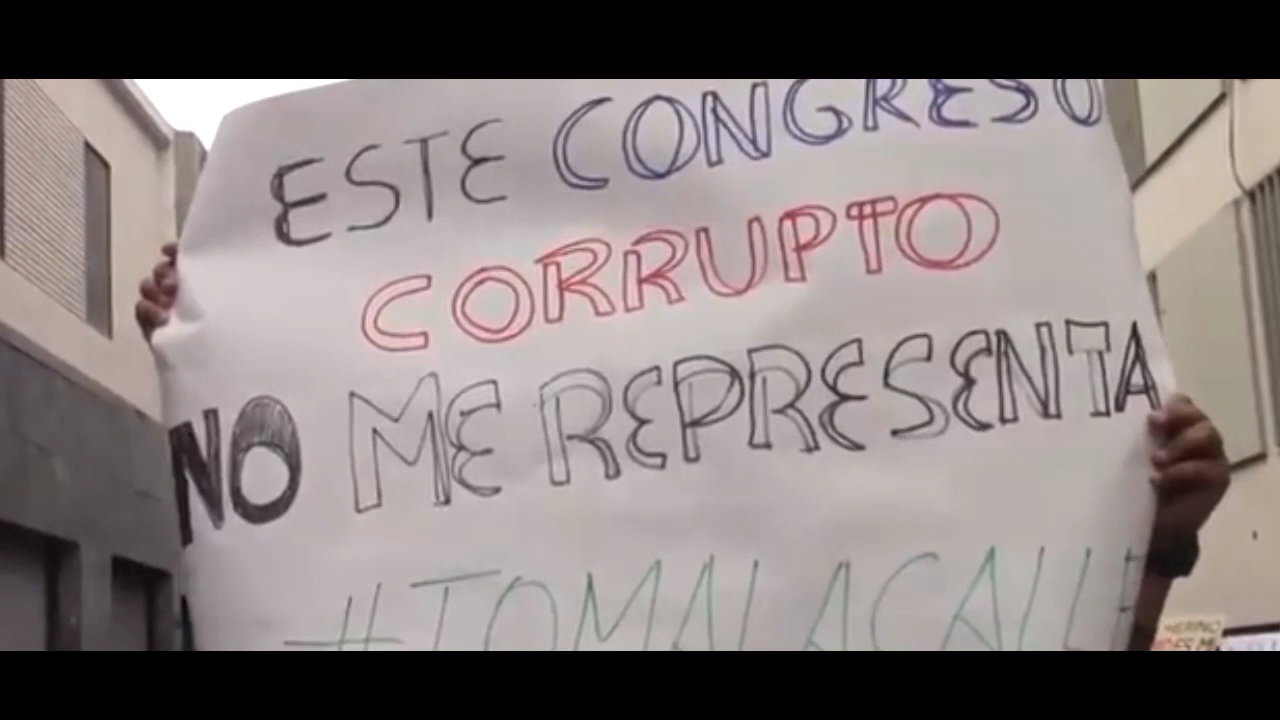 ESTE CONGRESO
CORRUPTO
NO ME REPRESENTA
#TOMALACALLE